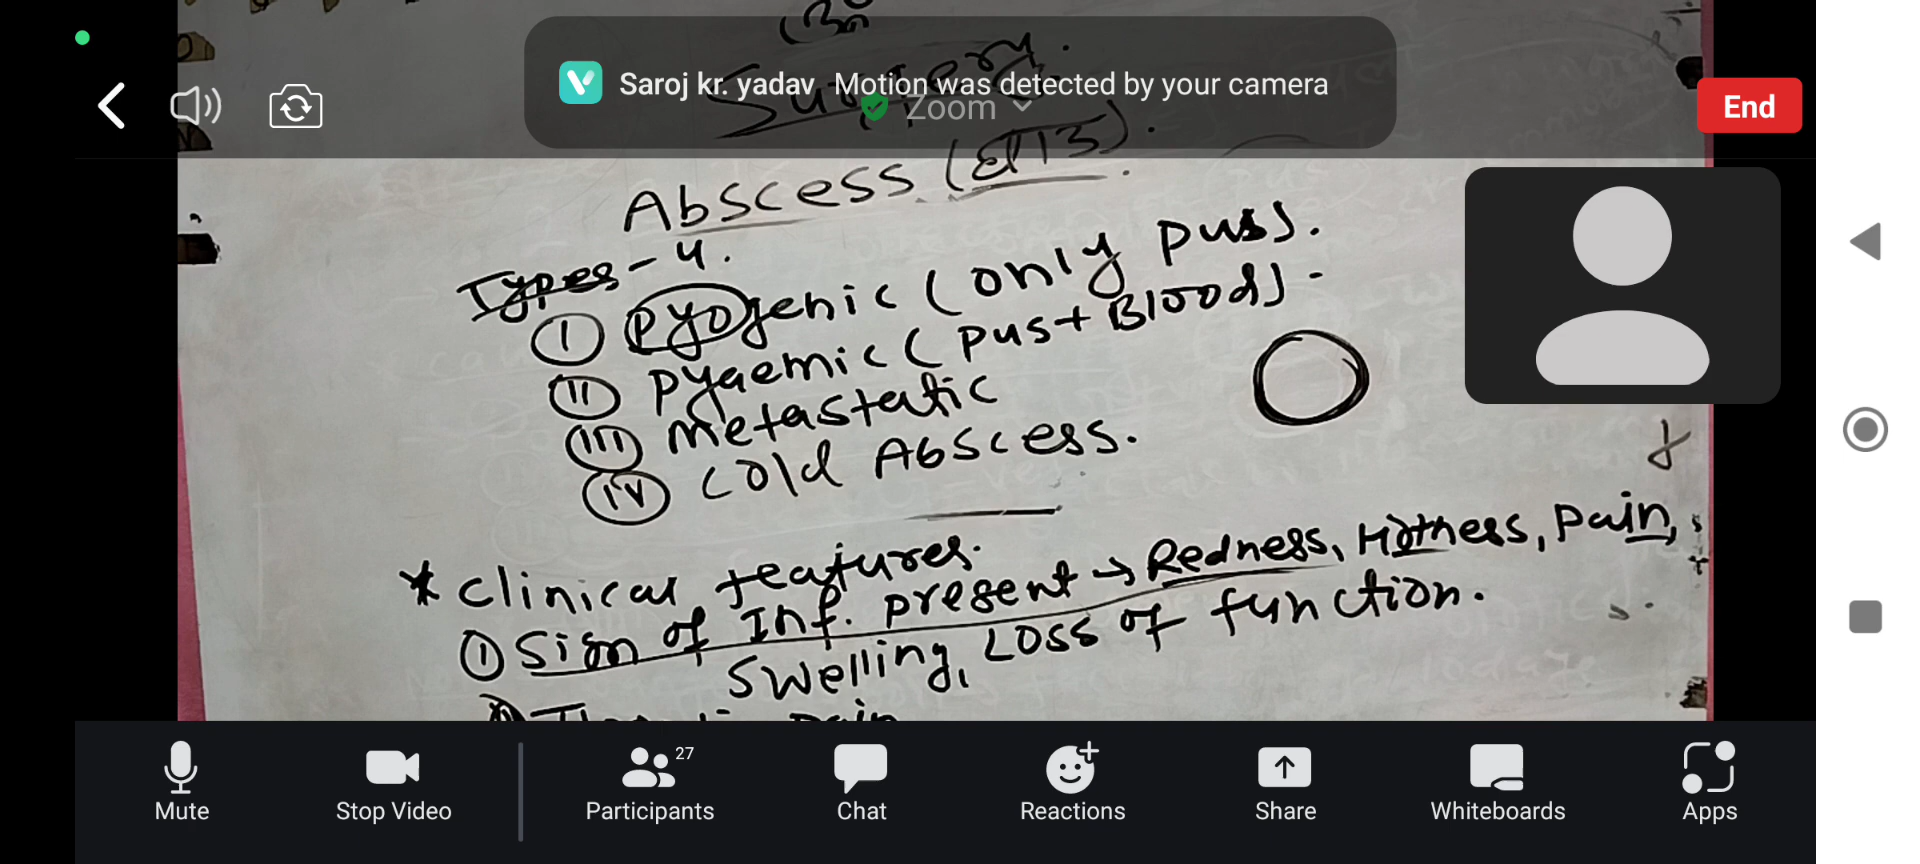 Saroj kr. yadav Motion was detected by your camera
Zoom
End
Surgery.
Abscess (
Types - 4.
I Pyogenic (only puss).
II Pyaemic (pus + Blood).
III Metastatic
IV Cold Abscess.
* Clinical features.
① Sign of Inf. present → Redness, Hotness, Pain,
Swelling, Loss of function.
pain
Mute
Stop Video
Participants 27
Chat
Reactions
Share
Whiteboards
Apps